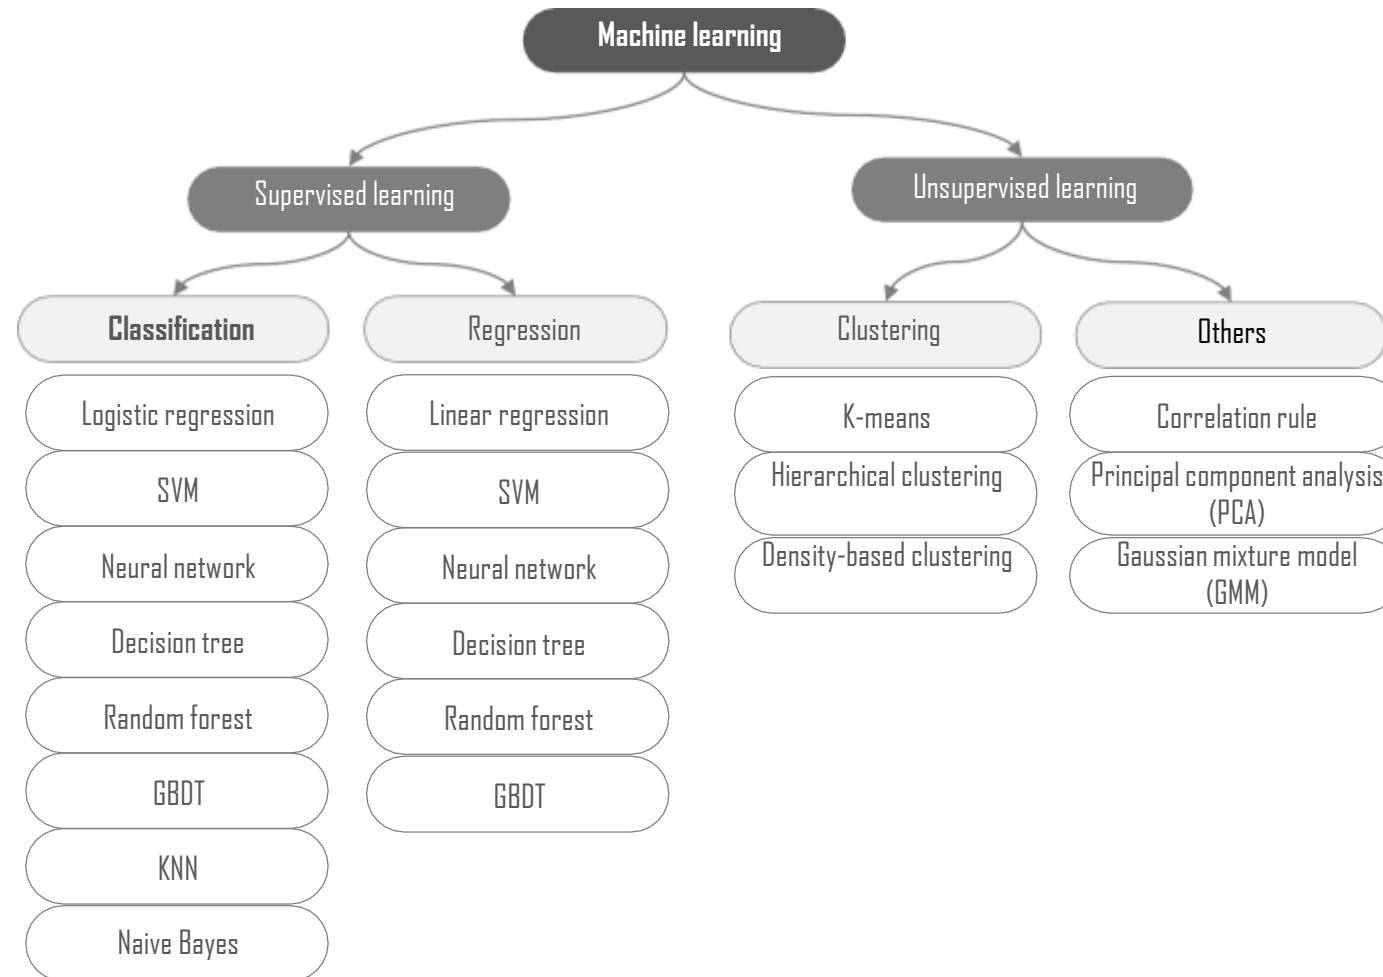 Machine learning
Supervised learning
Unsupervised learning
Classification
Regression
Clustering
Others
Logistic regression
SVM
Neural network
Decision tree
Random forest
GBDT
KNN
Naive Bayes
Linear regression
SVM
Neural network
Decision tree
Random forest
GBDT
K-means
Hierarchical clustering
Density-based clustering
Correlation rule
Principal component analysis
(PCA)
Gaussian mixture model
(GMM)